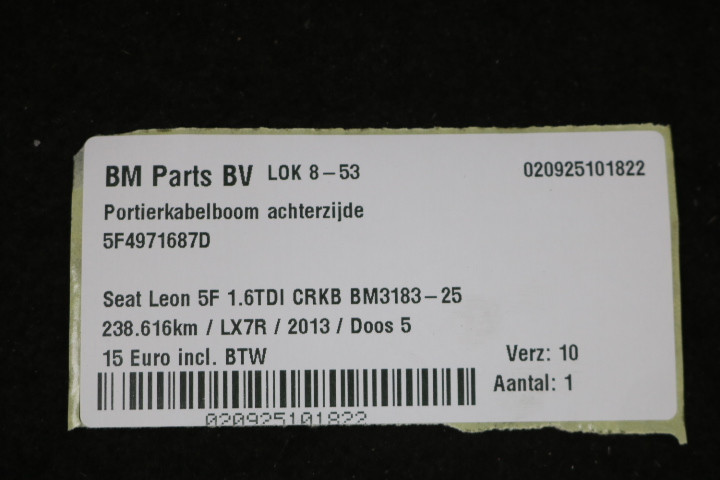 BM Parts BV LOK 8-53 020925101822
Portierkabelboom achterzijde
5F4971687D
Seat Leon 5F 1.6TDI CRKB BM3183-25
238.616km / LX7R / 2013 / Doos 5
15 Euro incl. BTW Verz: 10
Aantal: 1
020925101822